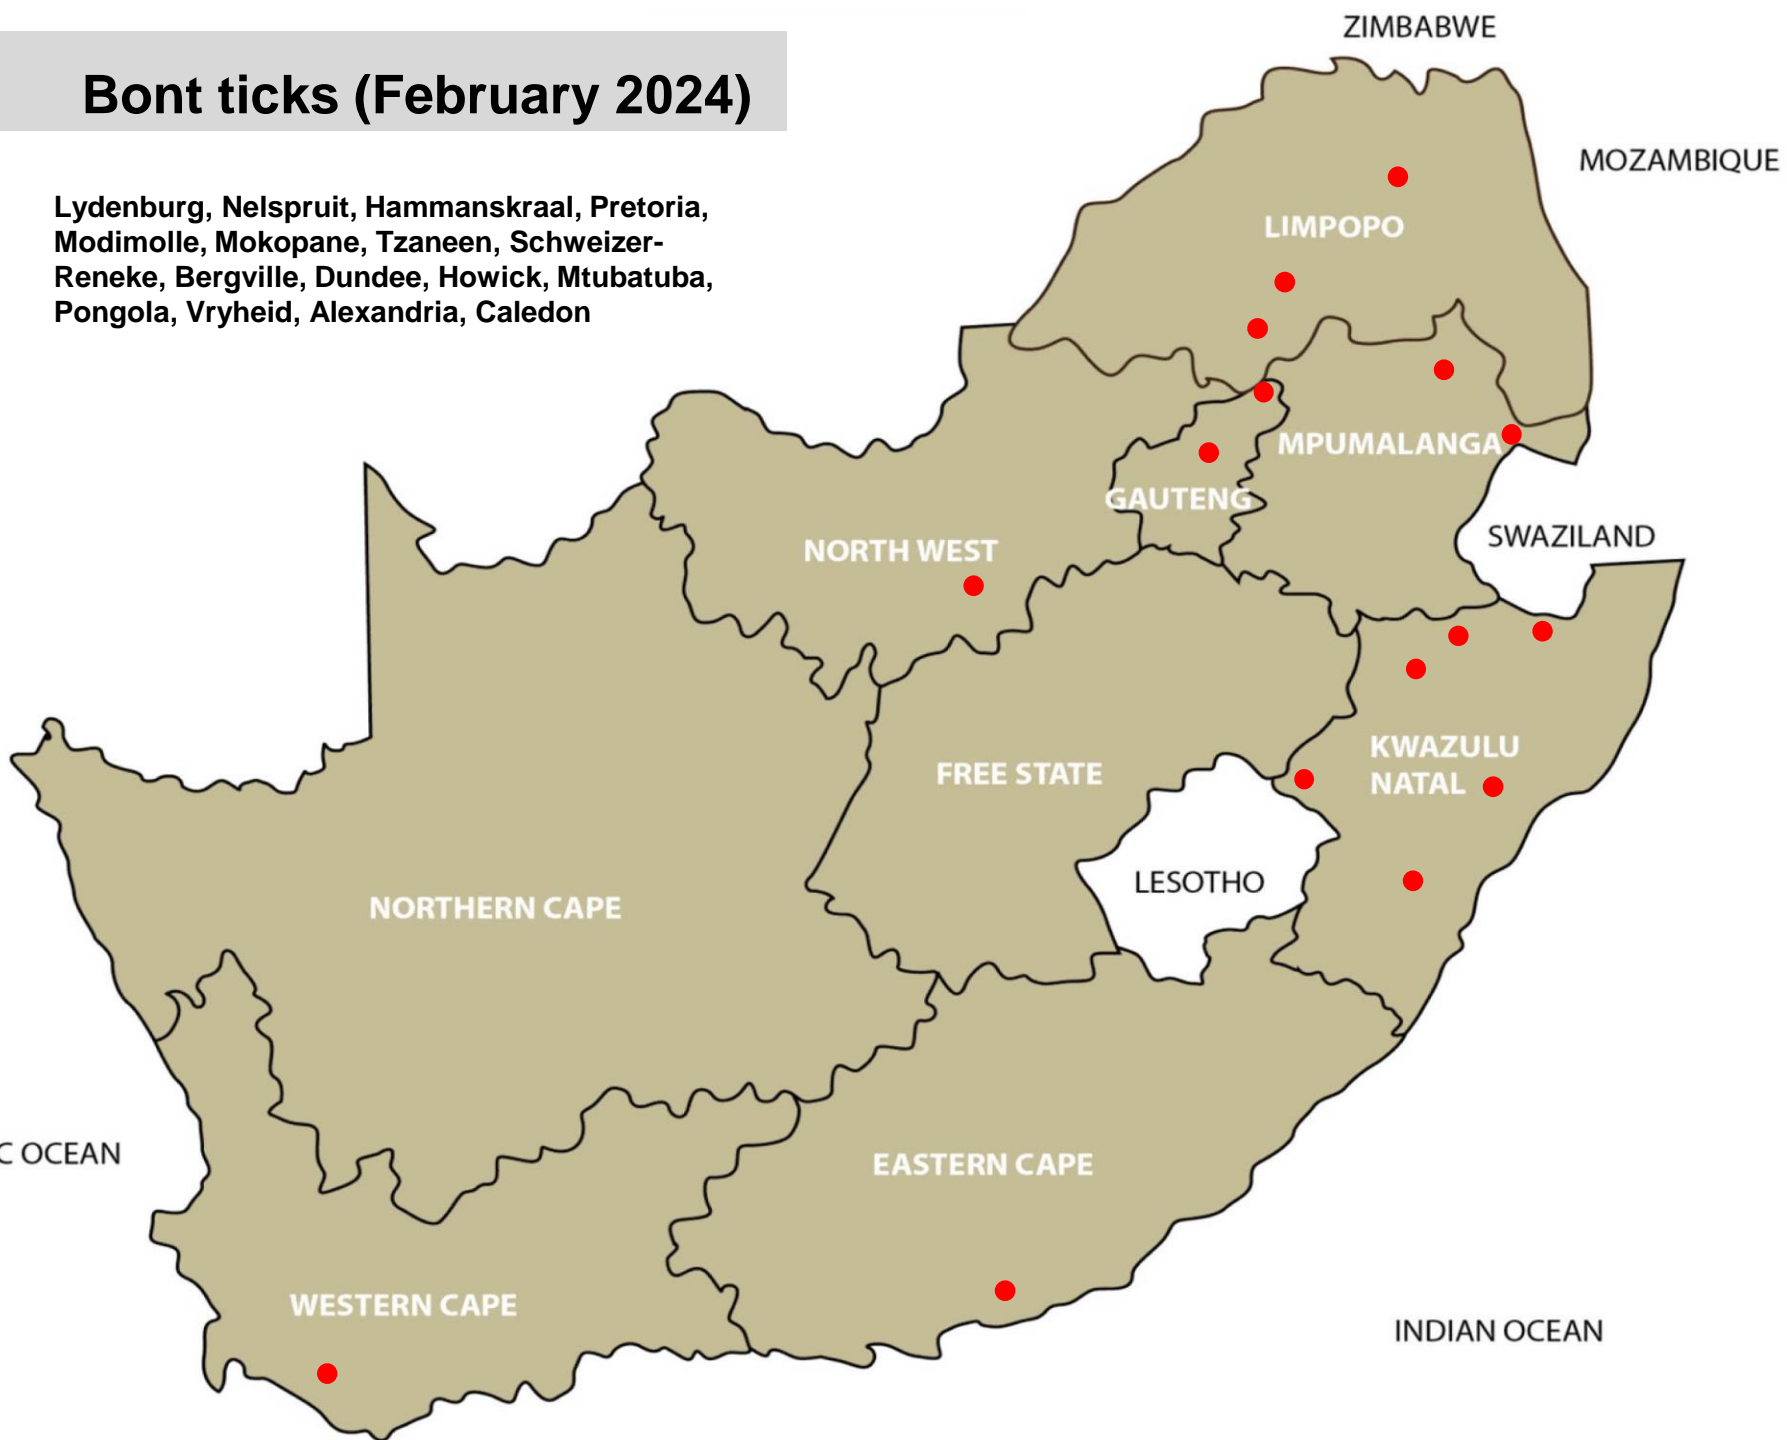 ZIMBABWE
Bont ticks (February 2024)
MOZAMBIQUE
Lydenburg, Nelspruit, Hammanskraal, Pretoria,
Modimolle, Mokopane, Tzaneen, Schweizer-
Reneke, Bergville, Dundee, Howick, Mtubatuba,
Pongola, Vryheid, Alexandria, Caledon
LIMPOPO
MPUMALANGA
GAUTENG
SWAZILAND
NORTH WEST
KWAZULU
NATAL
FREE STATE
LESOTHO
NORTHERN CAPE
C OCEAN
EASTERN CAPE
WESTERN CAPE
INDIAN OCEAN